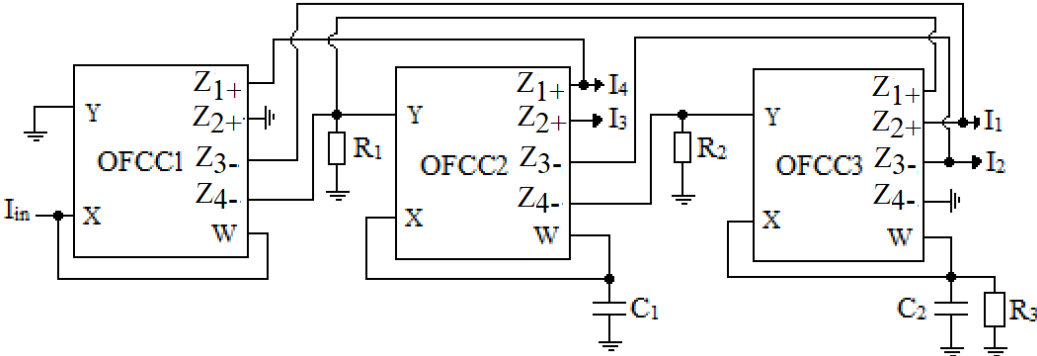 Z1+
Y
Z2+
OFCC1
Z3-
Z4-
Iin
X
W
R1
Z1+
I4
Y
Z2+
I3
OFCC2
Z3-
Z4-
X
W
C1
R2
Z1+
Y
Z2+
I1
OFCC3
Z3-
I2
Z4-
X
W
C2
R3